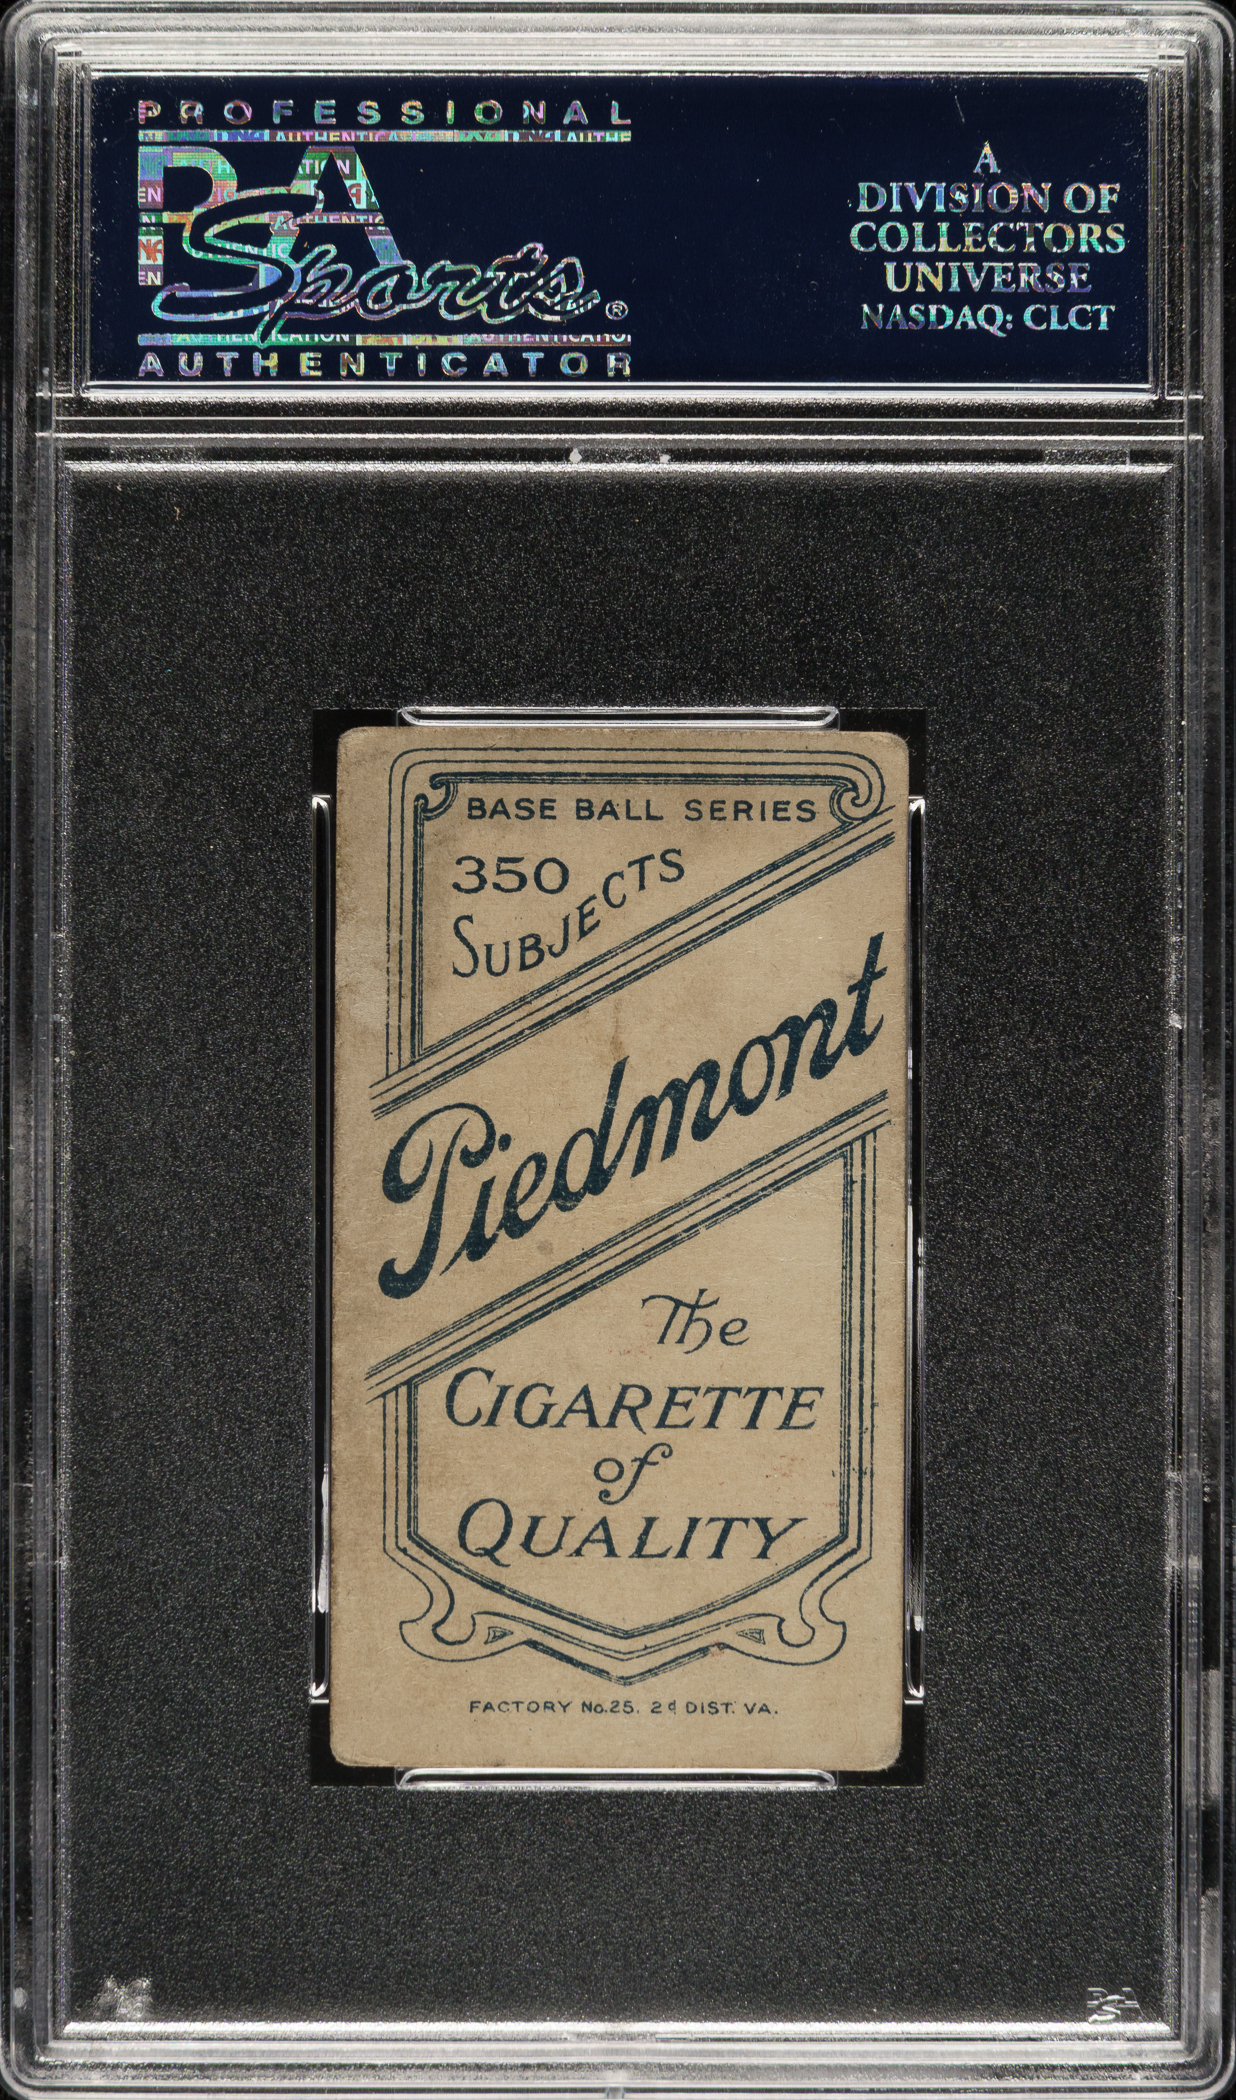 PROFESSIONAL
PSA
Sports®
AUTHENTICATOR
A
DIVISION OF
COLLECTORS
UNIVERSE
NASDAQ: CLCT
BASE BALL SERIES
350
SUBJECTS
Piedmont
The
CIGARETTE
of
QUALITY
FACTORY No. 25. 2d DIST. VA.
PSA